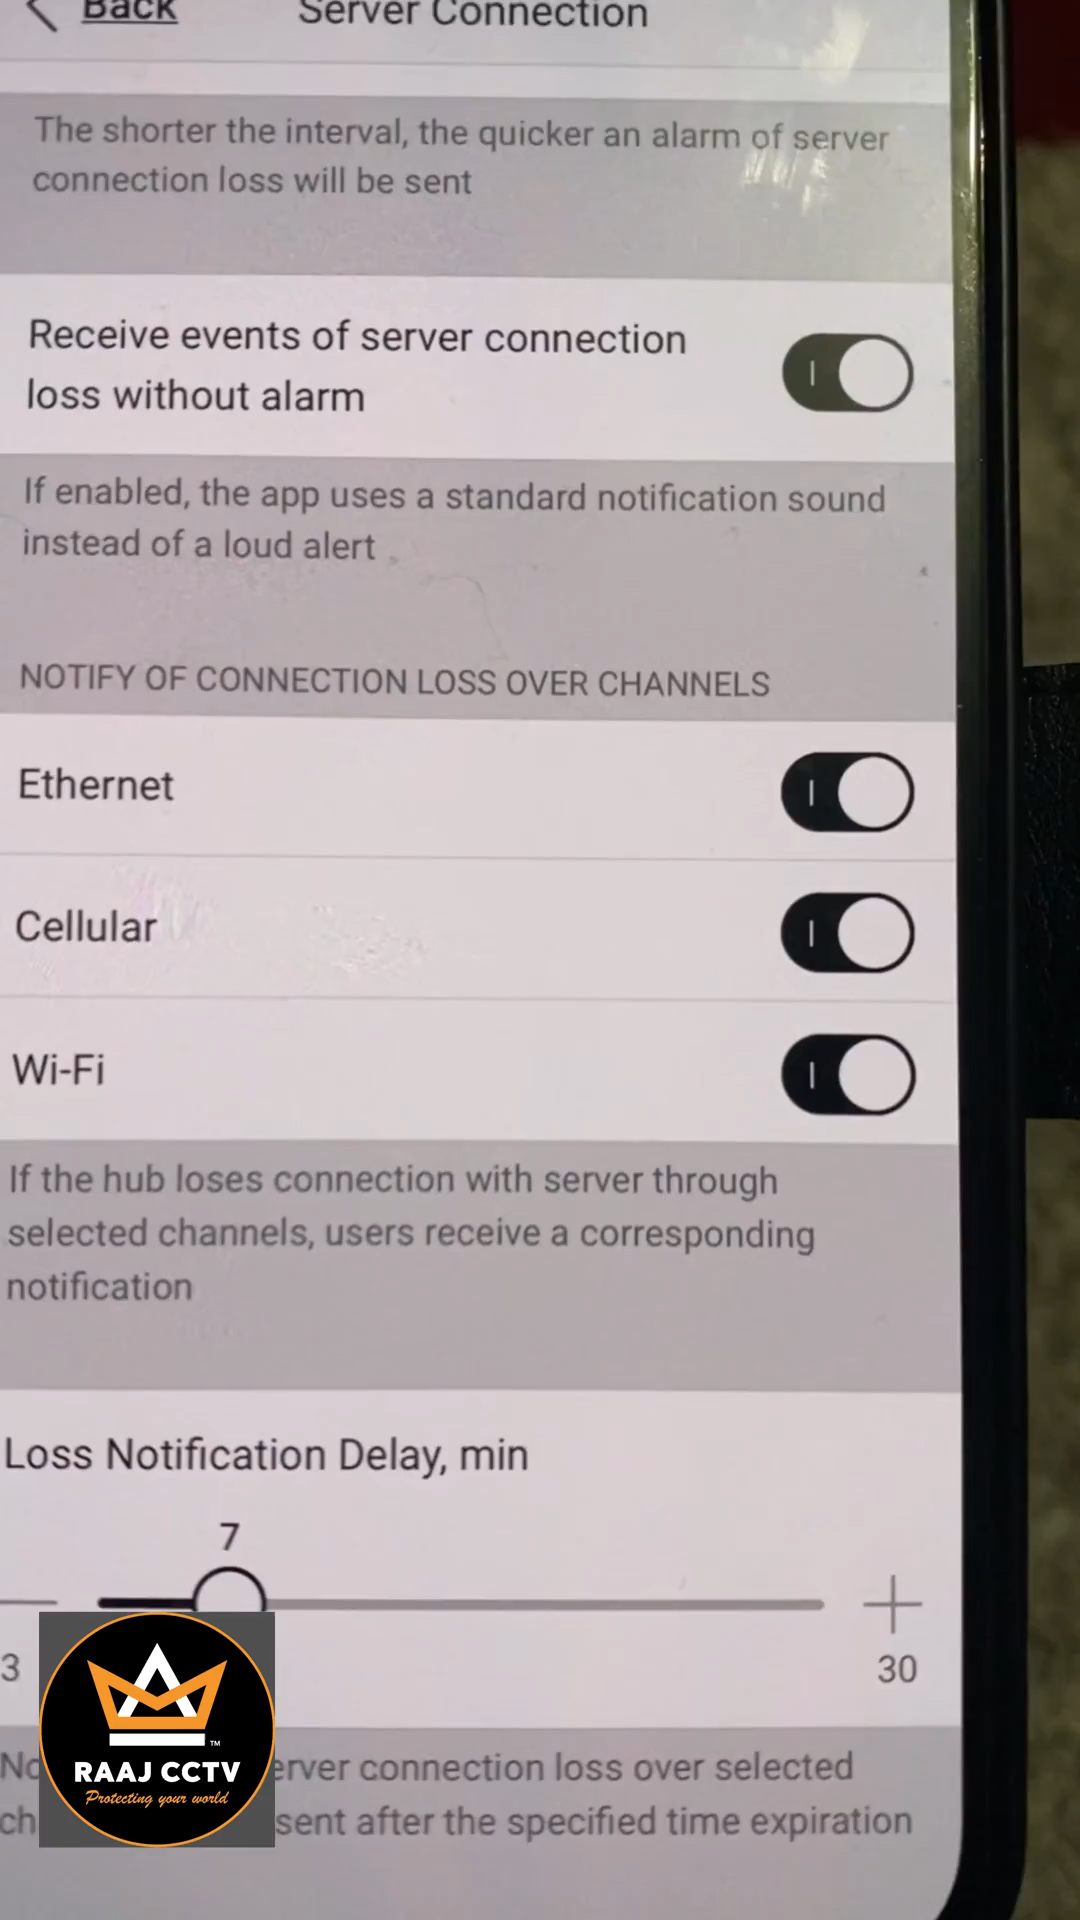 Back
Server Connection
The shorter the interval, the quicker an alarm of server
connection loss will be sent
Receive events of server connection
loss without alarm
If enabled, the app uses a standard notification sound
instead of a loud alert
NOTIFY OF CONNECTION LOSS OVER CHANNELS
Ethernet
Cellular
Wi-Fi
If the hub loses connection with server through
selected channels, users receive a corresponding
notification
Loss Notification Delay, min
7
3
30
connection loss over selected
sent after the specified time expiration
RAAJ CCTV
TM
Protecting your world